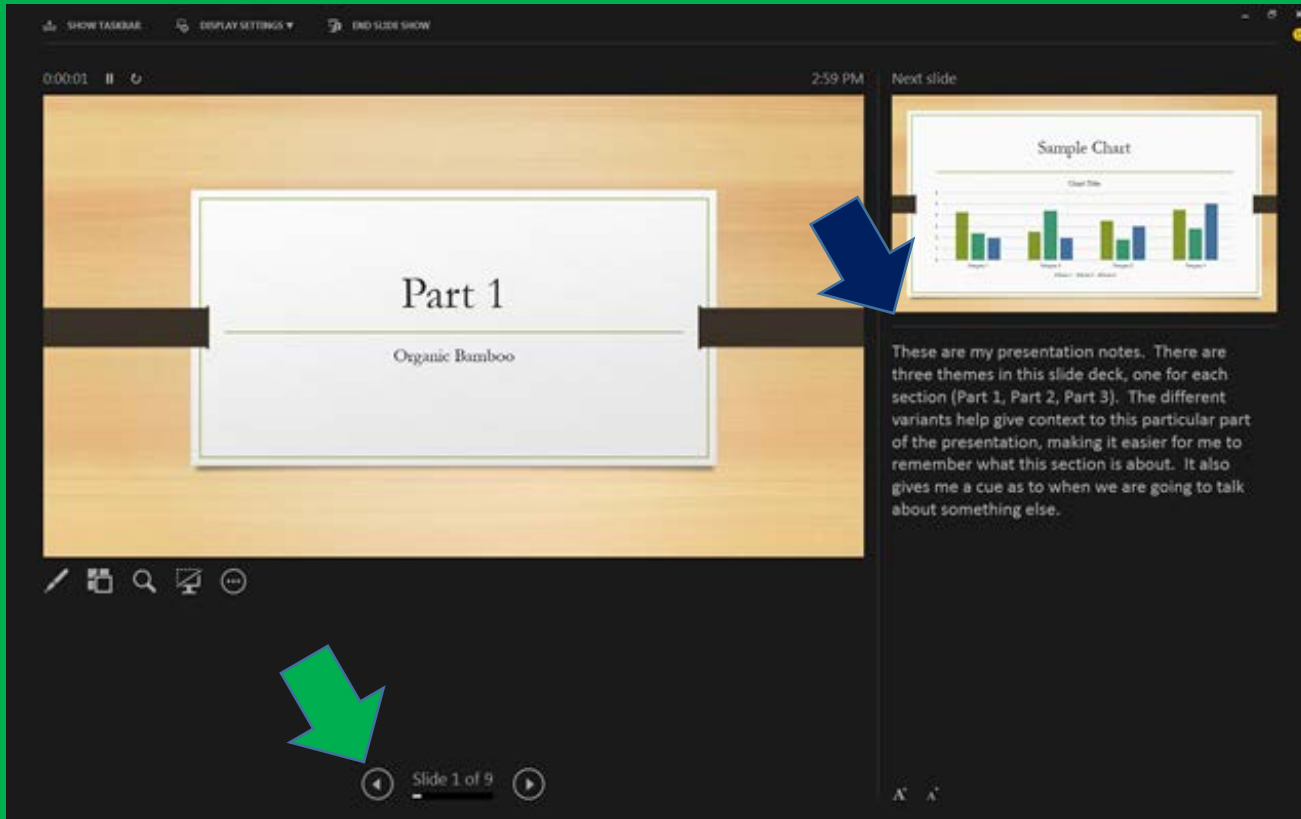 SHOW TASKBAR
DISPLAY SETTINGS ▼
END SLIDE SHOW
0:00:01
2:59 PM
Next slide
Part 1
Organic Bamboo
Sample Chart
Chart Title
These are my presentation notes.  There are
three themes in this slide deck, one for each
section (Part 1, Part 2, Part 3).  The different
variants help give context to this particular part
of the presentation, making it easier for me to
remember what this section is about.  It also
gives me a cue as to when we are going to talk
about something else.
Slide 1 of 9
A A